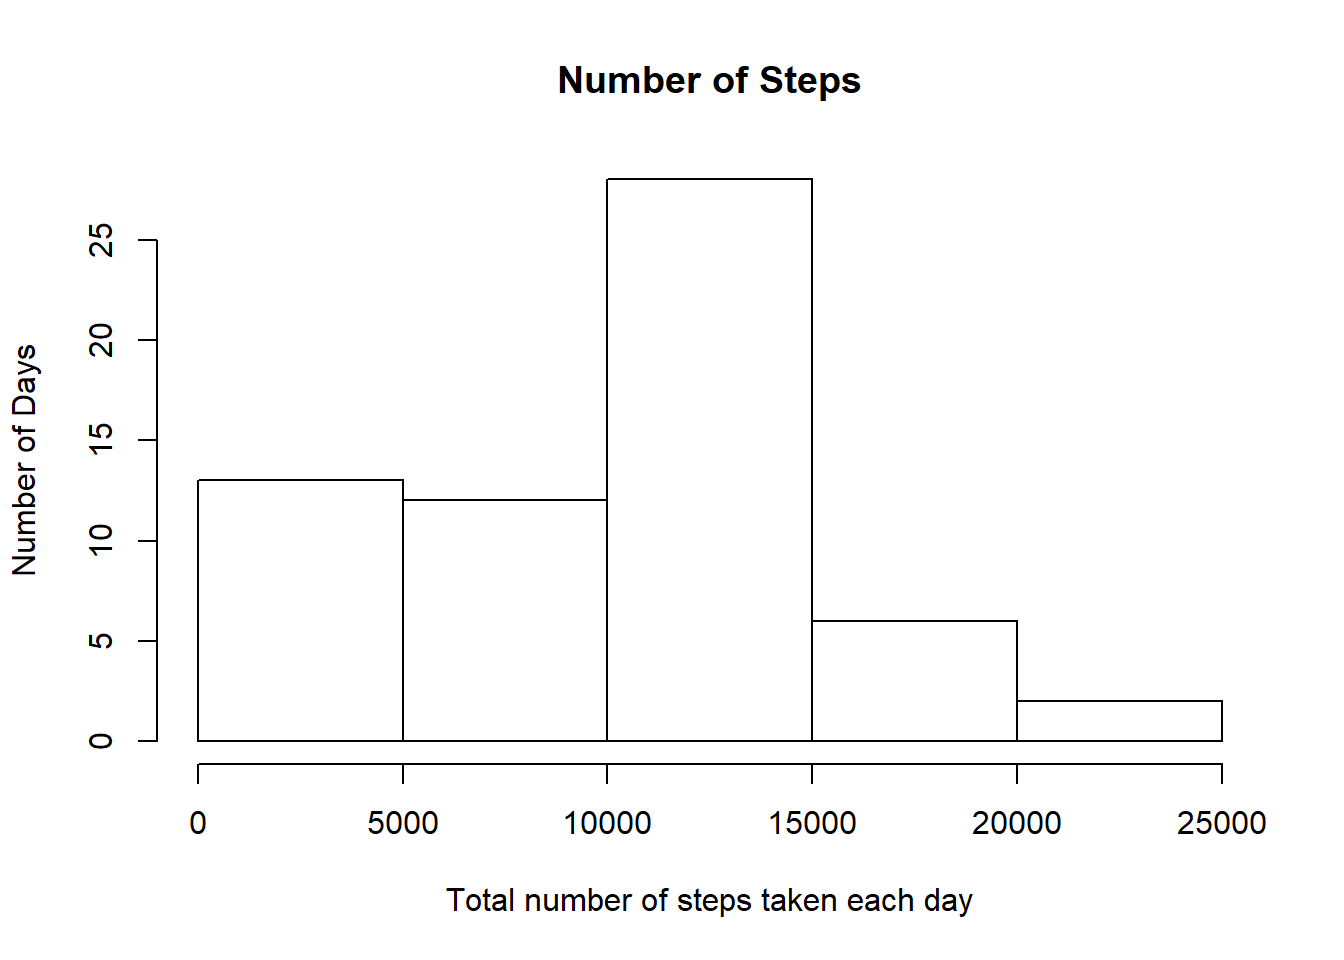 Number of Steps
Number of Days
25
20
15
10
5
0
0 5000 10000 15000 20000 25000
Total number of steps taken each day